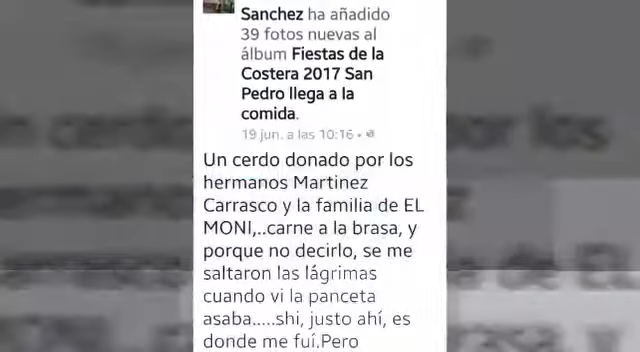 Sanchez ha añadido
39 fotos nuevas al
álbum Fiestas de la
Costera 2017 San
Pedro llega a la
comida.
19 jun. a las 10:16 •
Un cerdo donado por los
hermanos Martinez
Carrasco y la familia de EL
MONI,..carne a la brasa, y
porque no decirlo, se me
saltaron las lágrimas
cuando vi la panceta
asaba.....shi, justo ahí, es
donde me fuí.Pero